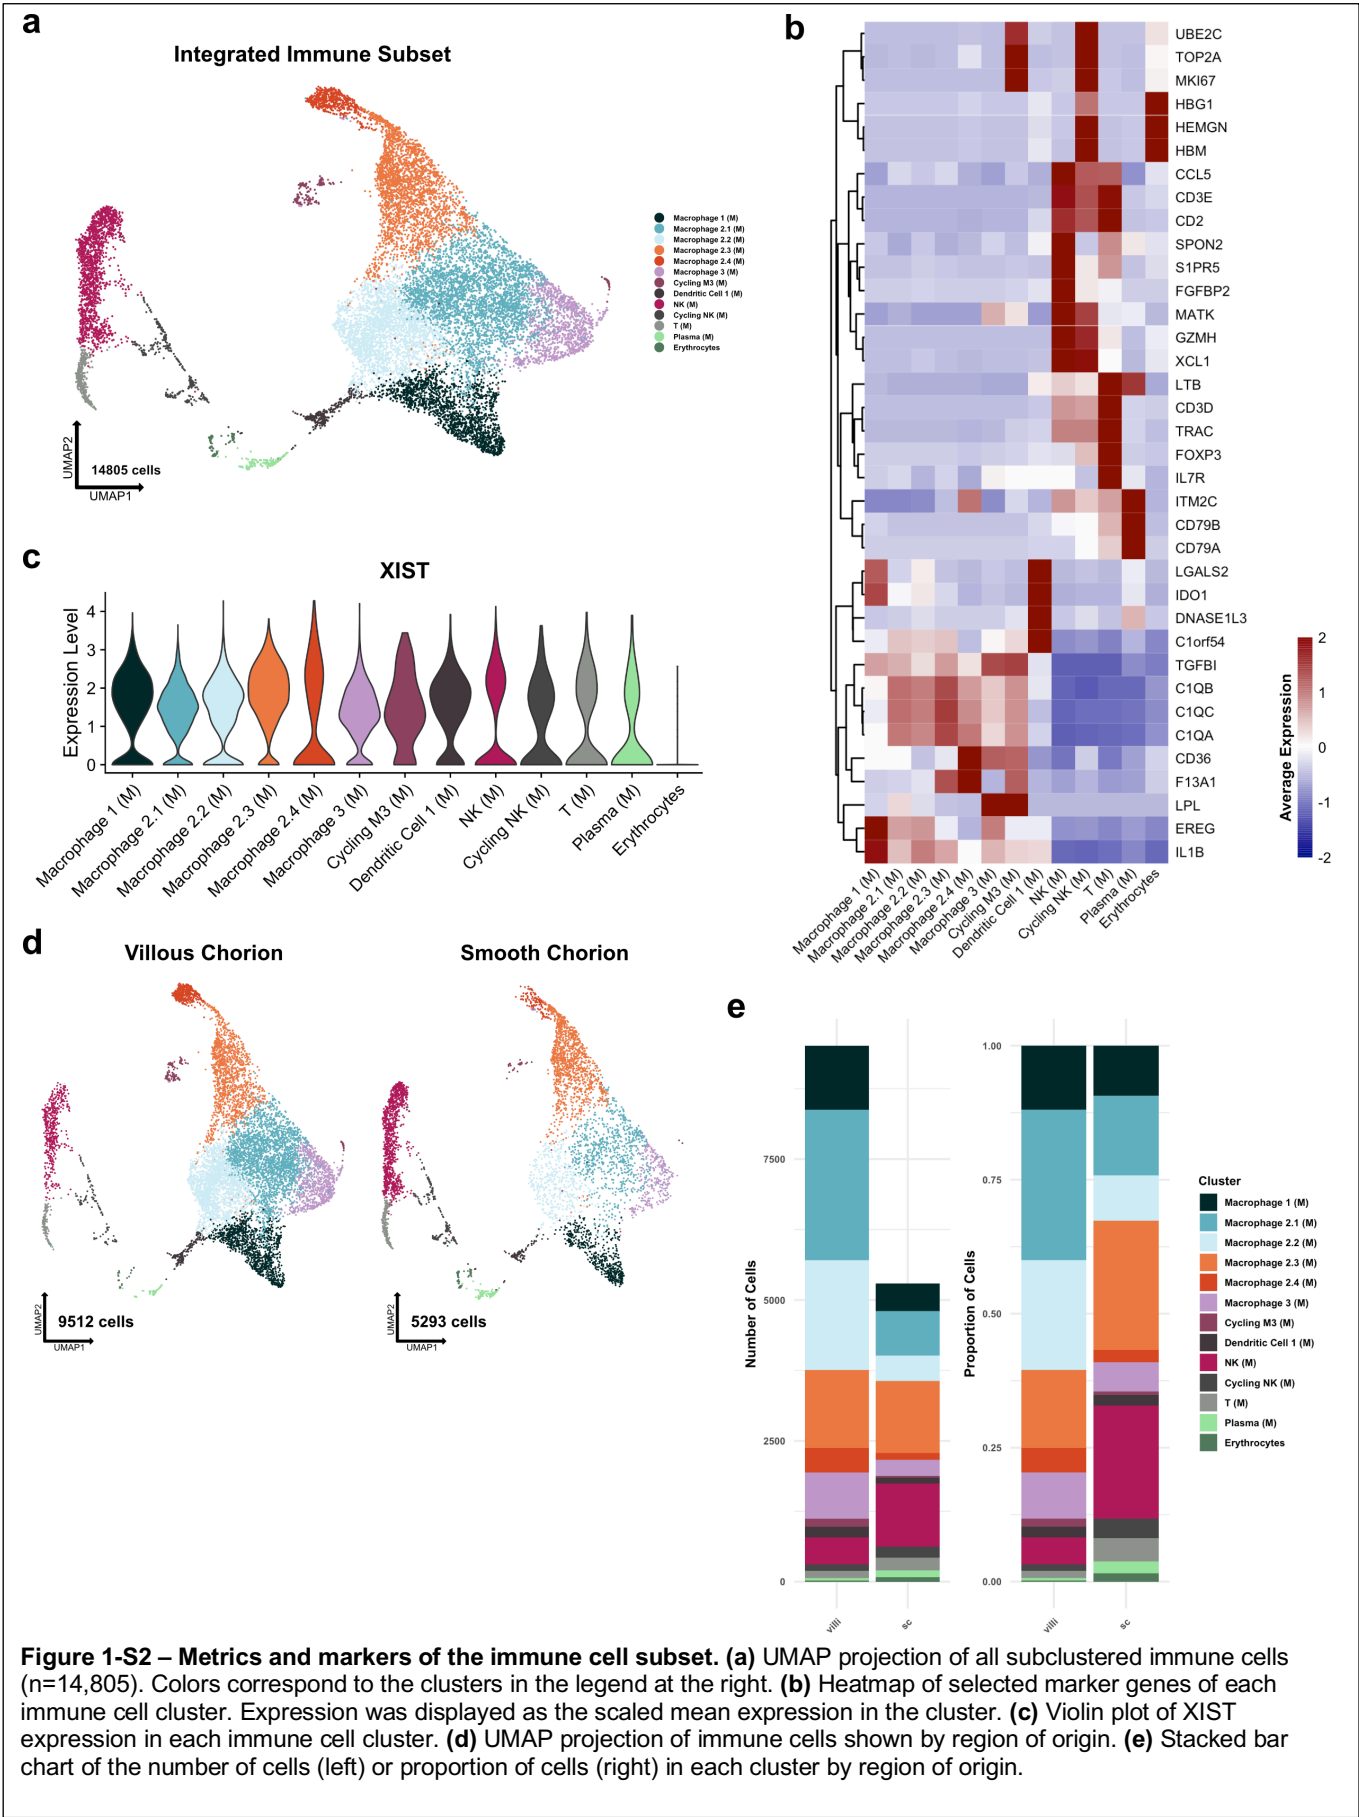 a
Integrated Immune Subset
Macrophage 1 (M)
Macrophage 2.1 (M)
Macrophage 2.2 (M)
Macrophage 2.3 (M)
Macrophage 2.4 (M)
Macrophage 3 (M)
Cycling M3 (M)
Dendritic Cell 1 (M)
NK (M)
Cycling NK (M)
T (M)
Plasma (M)
Erythrocytes
UMAP2
14805 cells
UMAP1
b
UBE2C
TOP2A
MKI67
HBG1
HEMGN
HBM
CCL5
CD3E
CD2
SPON2
S1PR5
FGFBP2
MATK
GZMH
XCL1
LTB
CD3D
TRAC
FOXP3
IL7R
ITM2C
CD79B
CD79A
LGALS2
IDO1
DNASE1L3
C1orf54
TGFBI
C1QB
C1QC
C1QA
CD36
F13A1
LPL
EREG
IL1B
Macrophage 1 (M)
Macrophage 2.1 (M)
Macrophage 2.2 (M)
Macrophage 2.3 (M)
Macrophage 2.4 (M)
Macrophage 3 (M)
Cycling M3 (M)
Dendritic Cell 1 (M)
NK (M)
Cycling NK (M)
T (M)
Plasma (M)
Erythrocytes
Average Expression
2
1
0
-1
-2
c
XIST
Expression Level
4
3
2
1
0
Macrophage 1 (M)
Macrophage 2.1 (M)
Macrophage 2.2 (M)
Macrophage 2.3 (M)
Macrophage 2.4 (M)
Macrophage 3 (M)
Cycling M3 (M)
Dendritic Cell 1 (M)
NK (M)
Cycling NK (M)
T (M)
Plasma (M)
Erythrocytes
d
Villous Chorion
UMAP2
9512 cells
UMAP1
Smooth Chorion
UMAP2
5293 cells
UMAP1
e
Number of Cells
7500
5000
2500
0
villi
sc
Proportion of Cells
1.00
0.75
0.50
0.25
0.00
villi
sc
Cluster
Macrophage 1 (M)
Macrophage 2.1 (M)
Macrophage 2.2 (M)
Macrophage 2.3 (M)
Macrophage 2.4 (M)
Macrophage 3 (M)
Cycling M3 (M)
Dendritic Cell 1 (M)
NK (M)
Cycling NK (M)
T (M)
Plasma (M)
Erythrocytes
Figure 1-S2 – Metrics and markers of the immune cell subset. (a) UMAP projection of all subclustered immune cells
(n=14,805). Colors correspond to the clusters in the legend at the right. (b) Heatmap of selected marker genes of each
immune cell cluster. Expression was displayed as the scaled mean expression in the cluster. (c) Violin plot of XIST
expression in each immune cell cluster. (d) UMAP projection of immune cells shown by region of origin. (e) Stacked bar
chart of the number of cells (left) or proportion of cells (right) in each cluster by region of origin.